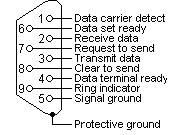 1 Data carrier detect
6 Data set ready
2 Receive data
7 Request to send
3 Transmit data
8 Clear to send
4 Data terminal ready
9 Ring indicator
5 Signal ground
Protective ground